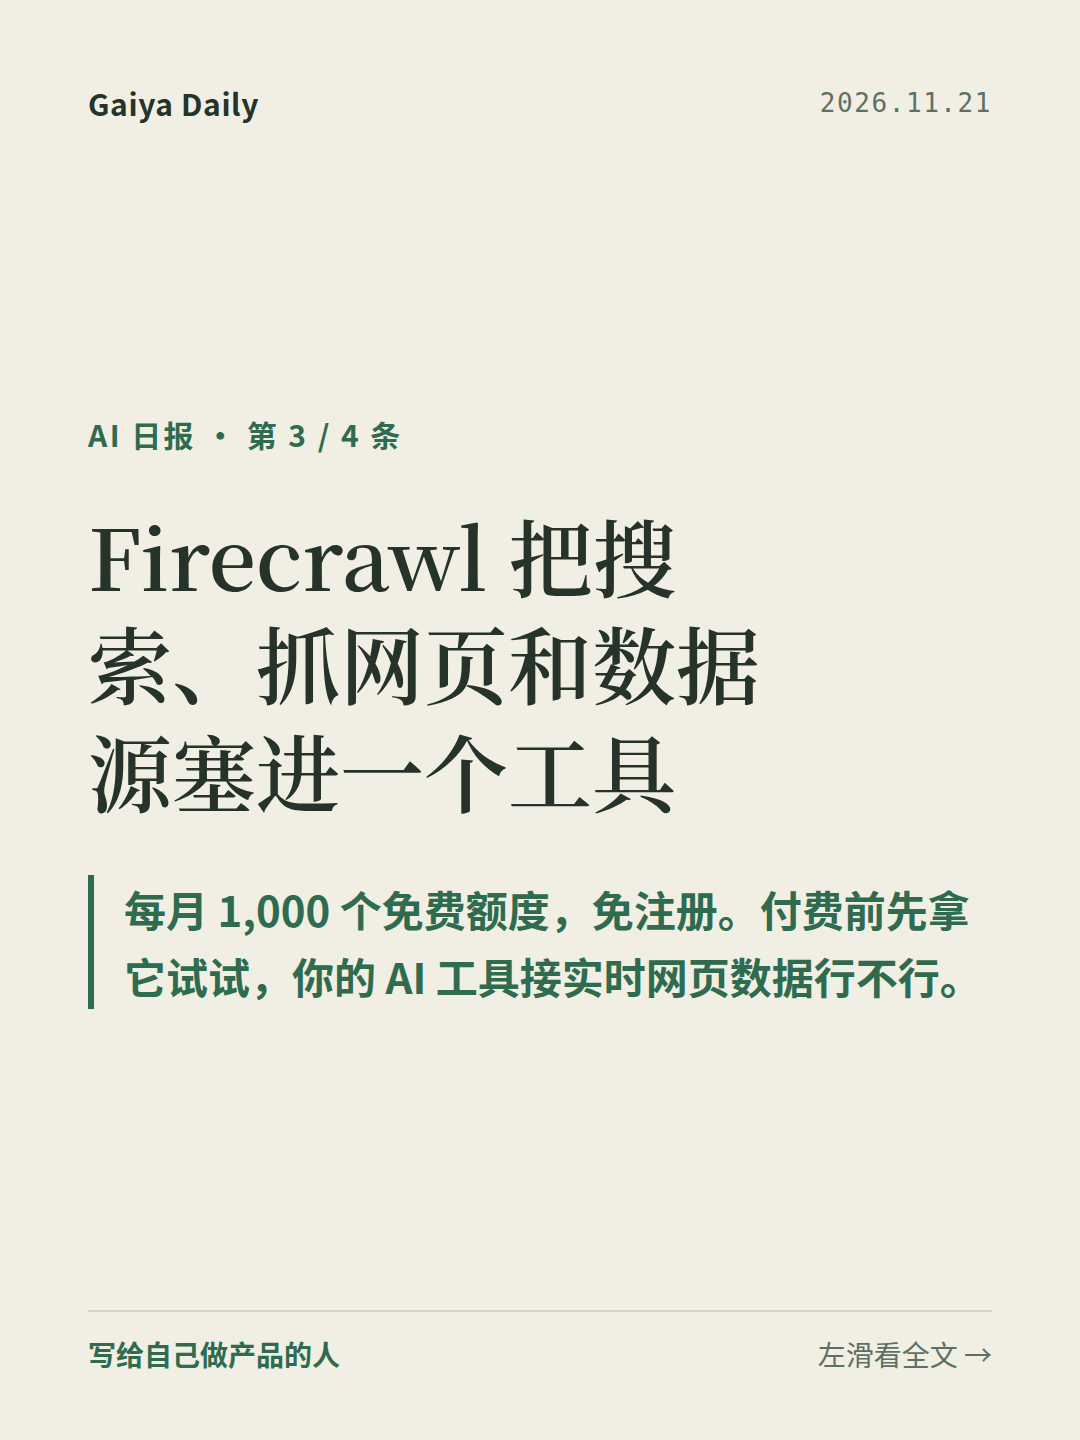 Gaiya Daily
2026.11.21
AI 日报 · 第 3 / 4 条
Firecrawl 把搜
索、抓网页和数据
源塞进一个工具
每月 1,000 个免费额度，免注册。付费前先拿
它试试，你的 AI 工具接实时网页数据行不行。
写给自己做产品的人
左滑看全文 →